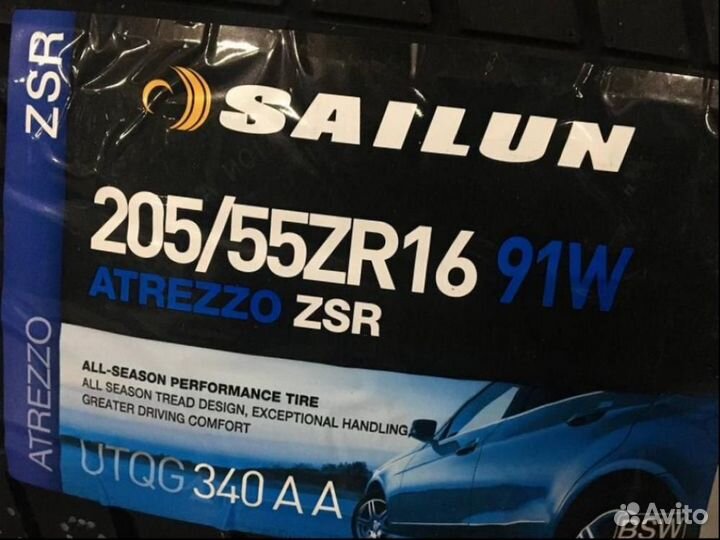 ATREZZO ZSR
SAILUN
205/55ZR16 91W
ATREZZO ZSR
ALL-SEASON PERFORMANCE TIRE
ALL SEASON TREAD DESIGN, EXCEPTIONAL HANDLING,
GREATER DRIVING COMFORT
UTQG 340 A A
BSW
Avito